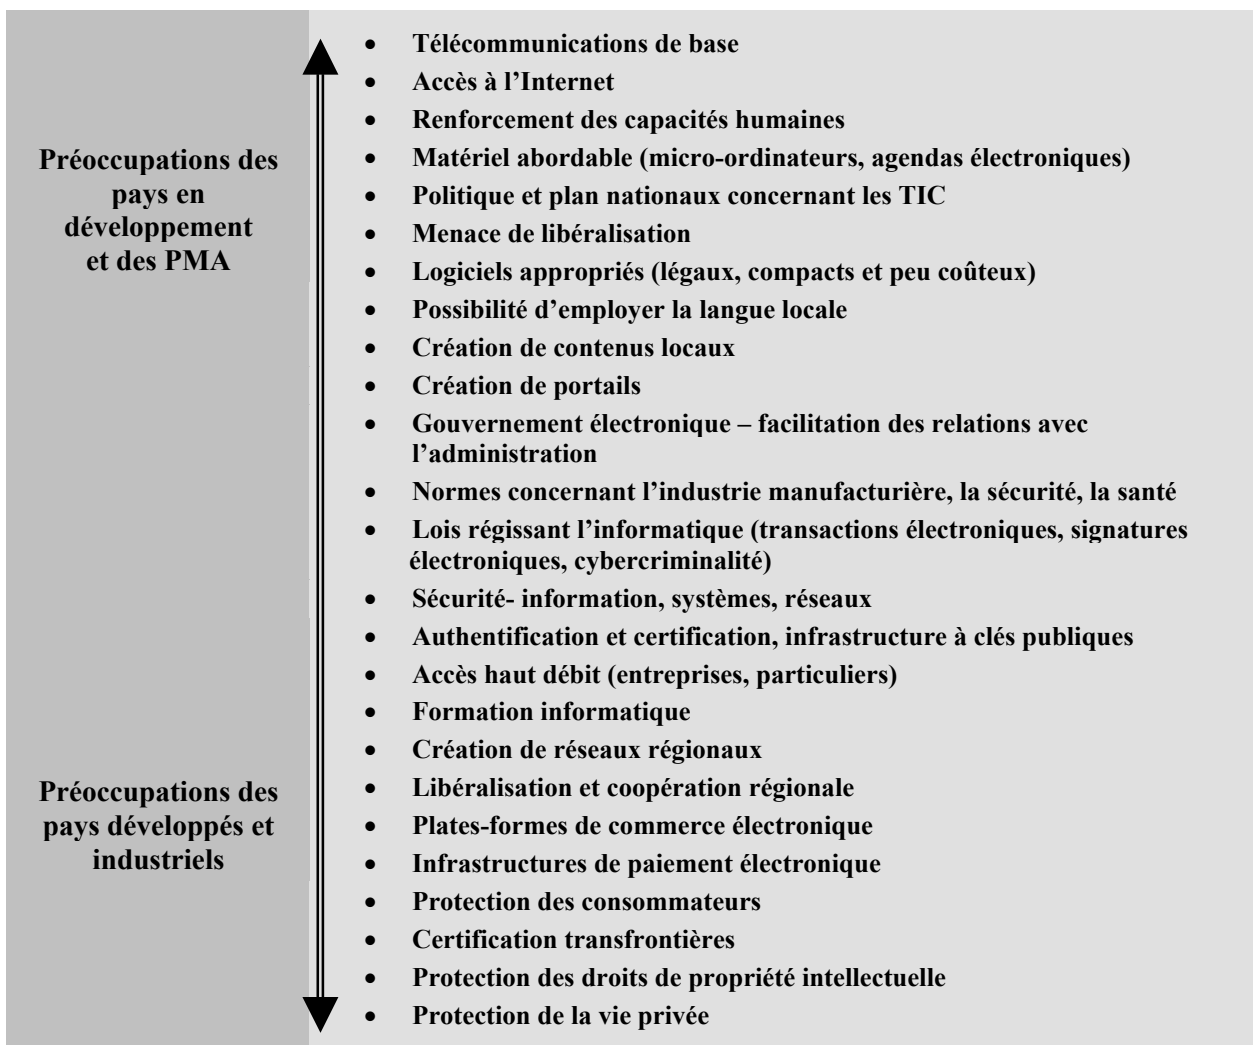 Préoccupations des
pays en
développement
et des PMA
Préoccupations des
pays développés et
industriels
• Télécommunications de base
• Accès à l’Internet
• Renforcement des capacités humaines
• Matériel abordable (micro-ordinateurs, agendas électroniques)
• Politique et plan nationaux concernant les TIC
• Menace de libéralisation
• Logiciels appropriés (légaux, compacts et peu coûteux)
• Possibilité d’employer la langue locale
• Création de contenus locaux
• Création de portails
• Gouvernement électronique – facilitation des relations avec
l’administration
• Normes concernant l’industrie manufacturière, la sécurité, la santé
• Lois régissant l’informatique (transactions électroniques, signatures
électroniques, cybercriminalité)
• Sécurité- information, systèmes, réseaux
• Authentification et certification, infrastructure à clés publiques
• Accès haut débit (entreprises, particuliers)
• Formation informatique
• Création de réseaux régionaux
• Libéralisation et coopération régionale
• Plates-formes de commerce électronique
• Infrastructures de paiement électronique
• Protection des consommateurs
• Certification transfrontières
• Protection des droits de propriété intellectuelle
• Protection de la vie privée